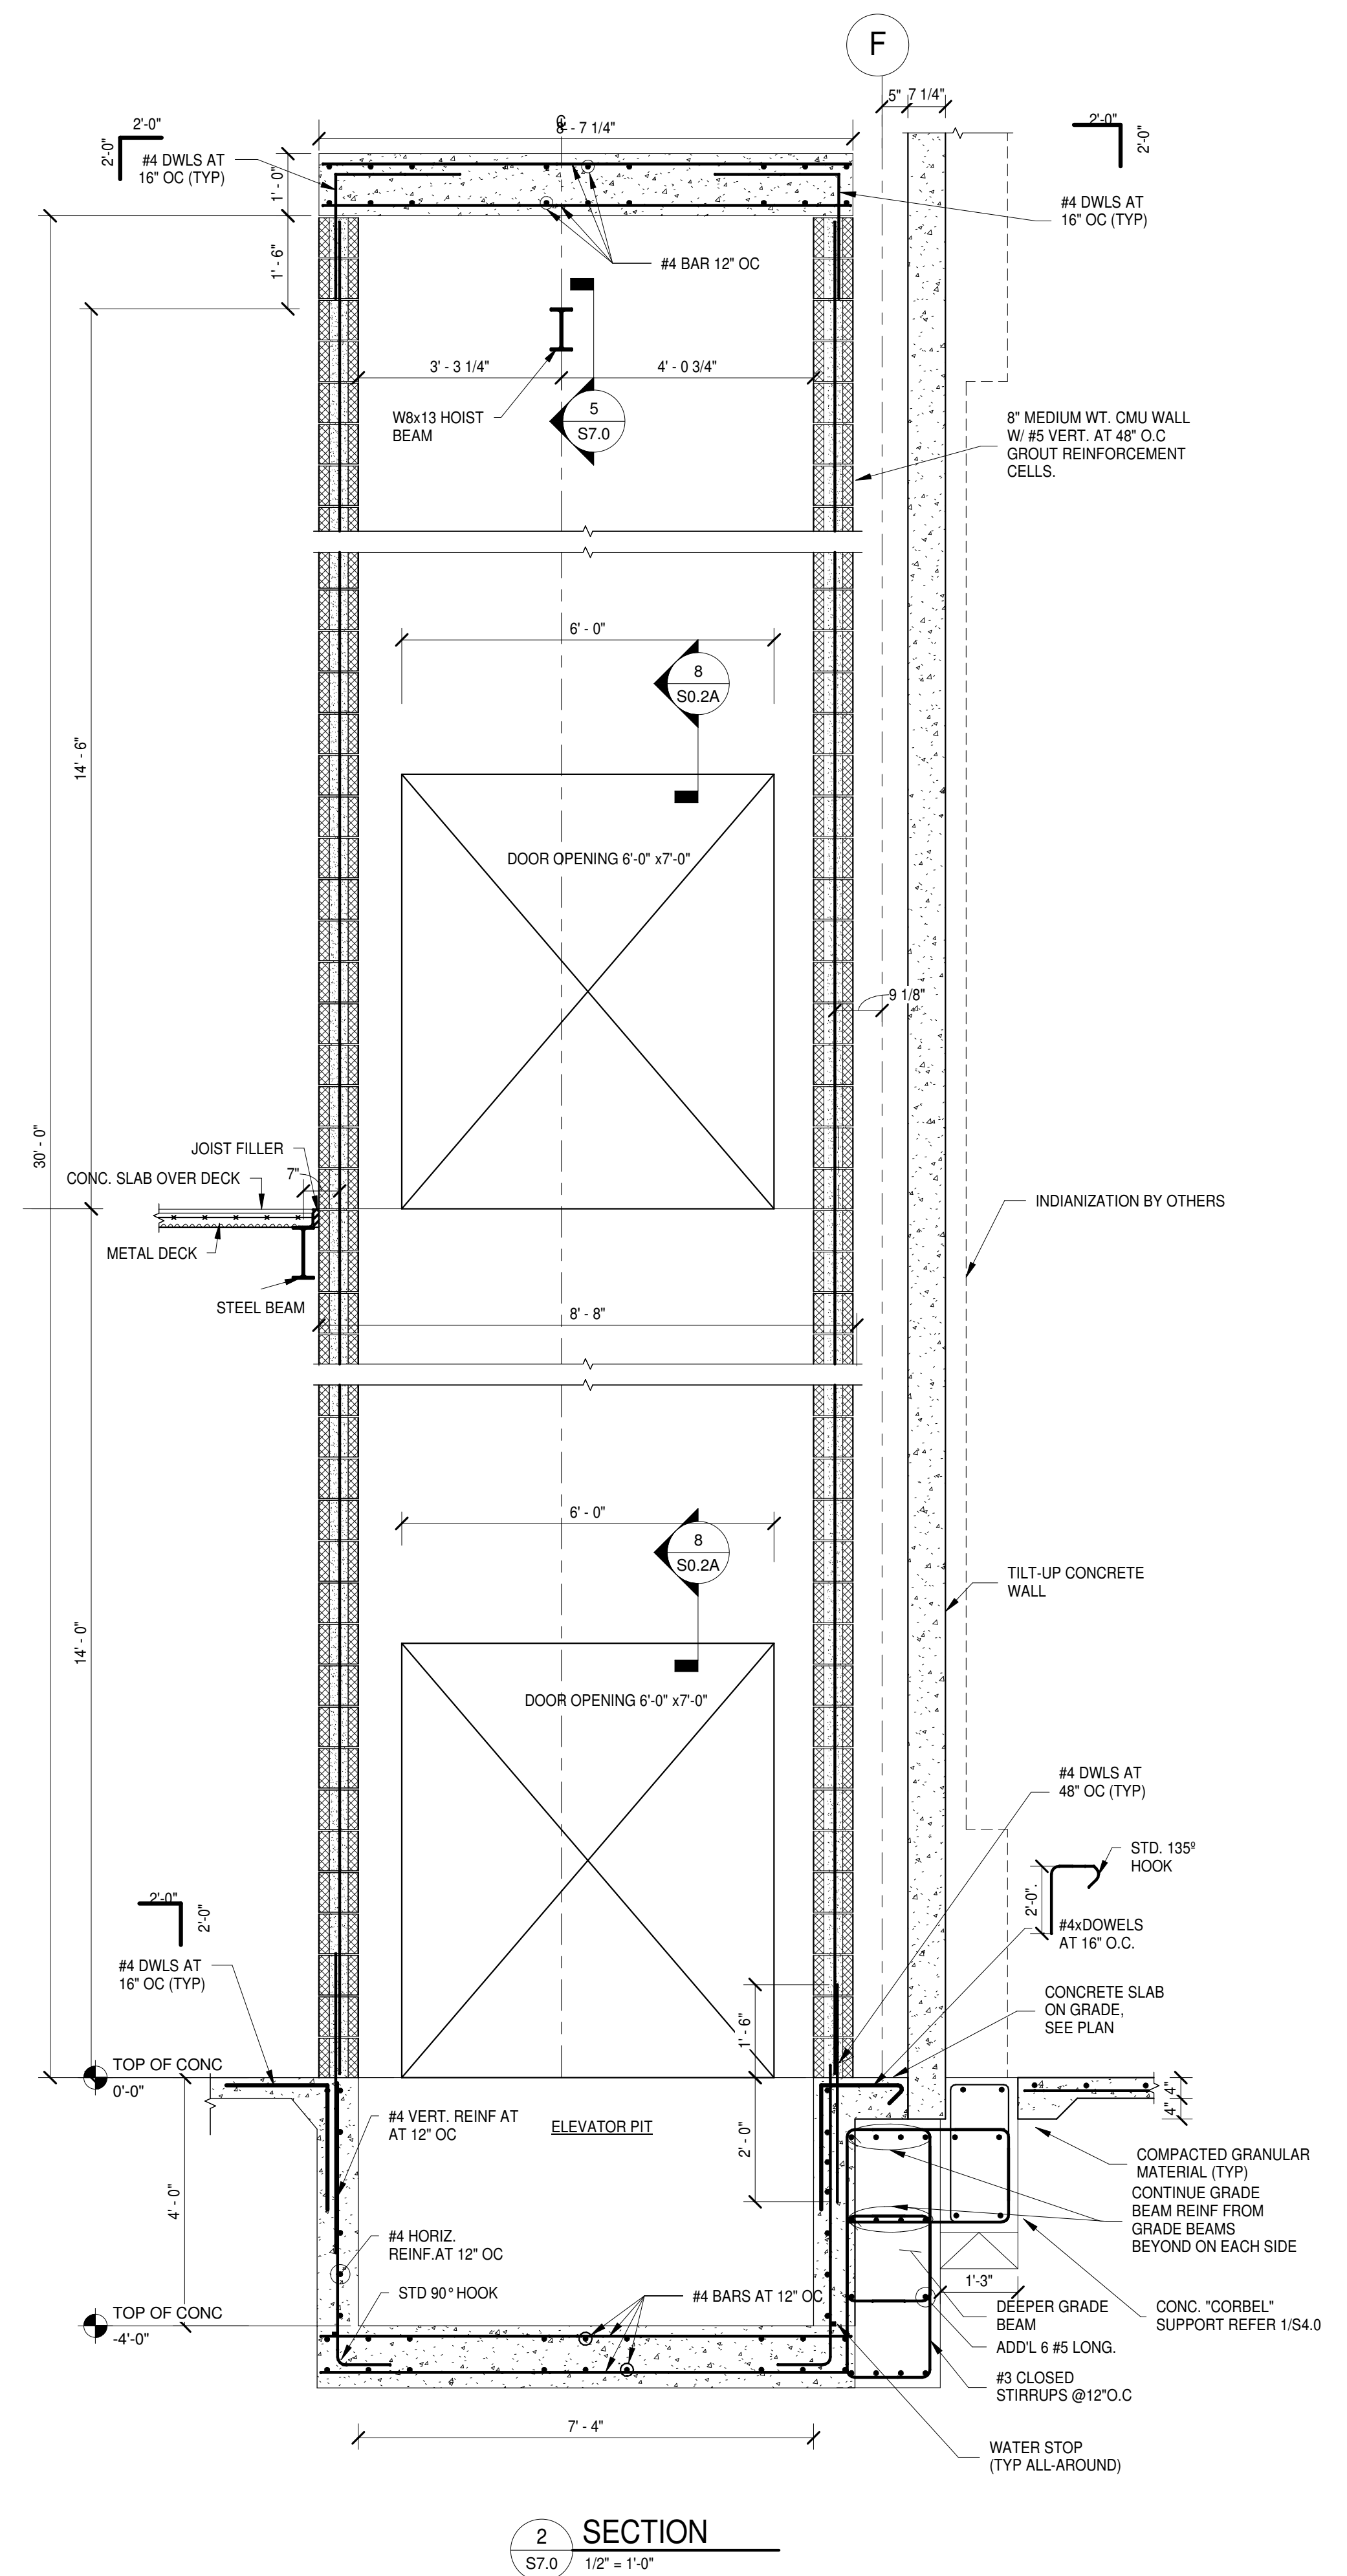 F
5"
7 1/4"
8' - 7 1/4"
2'-0"
2'-0"
#4 DWLS AT
16" OC (TYP)
1' - 0"
1' - 6"
2'-0"
2'-0"
#4 DWLS AT
16" OC (TYP)
#4 BAR 12" OC
3' - 3 1/4"
4' - 0 3/4"
W8x13 HOIST
BEAM
5
S7.0
8" MEDIUM WT. CMU WALL
W/ #5 VERT. AT 48" O.C
GROUT REINFORCEMENT
CELLS.
6' - 0"
8
S0.2A
14' - 6"
DOOR OPENING 6'-0" x7'-0"
9 1/8"
30' - 0"
JOIST FILLER
7"
CONC. SLAB OVER DECK
METAL DECK
STEEL BEAM
INDIANIZATION BY OTHERS
8' - 8"
6' - 0"
8
S0.2A
TILT-UP CONCRETE
WALL
14' - 0"
DOOR OPENING 6'-0" x7'-0"
#4 DWLS AT
48" OC (TYP)
STD. 135º
HOOK
2'-0".
#4xDOWELS
AT 16" O.C.
2'-0"
2'-0"
#4 DWLS AT
16" OC (TYP)
CONCRETE SLAB
ON GRADE,
SEE PLAN
1' - 6"
TOP OF CONC
0'-0"
4"
4"
#4 VERT. REINF AT
AT 12" OC
ELEVATOR PIT
2' - 0"
COMPACTED GRANULAR
MATERIAL (TYP)
CONTINUE GRADE
BEAM REINF FROM
GRADE BEAMS
BEYOND ON EACH SIDE
4' - 0"
#4 HORIZ.
REINF.AT 12" OC
STD 90° HOOK
#4 BARS AT 12" OC
1'-3"
DEEPER GRADE
BEAM
CONC. "CORBEL"
SUPPORT REFER 1/S4.0
TOP OF CONC
-4'-0"
ADD'L 6 #5 LONG.
#3 CLOSED
STIRRUPS @12"O.C
7' - 4"
WATER STOP
(TYP ALL-AROUND)
2
S7.0
SECTION
1/2" = 1'-0"